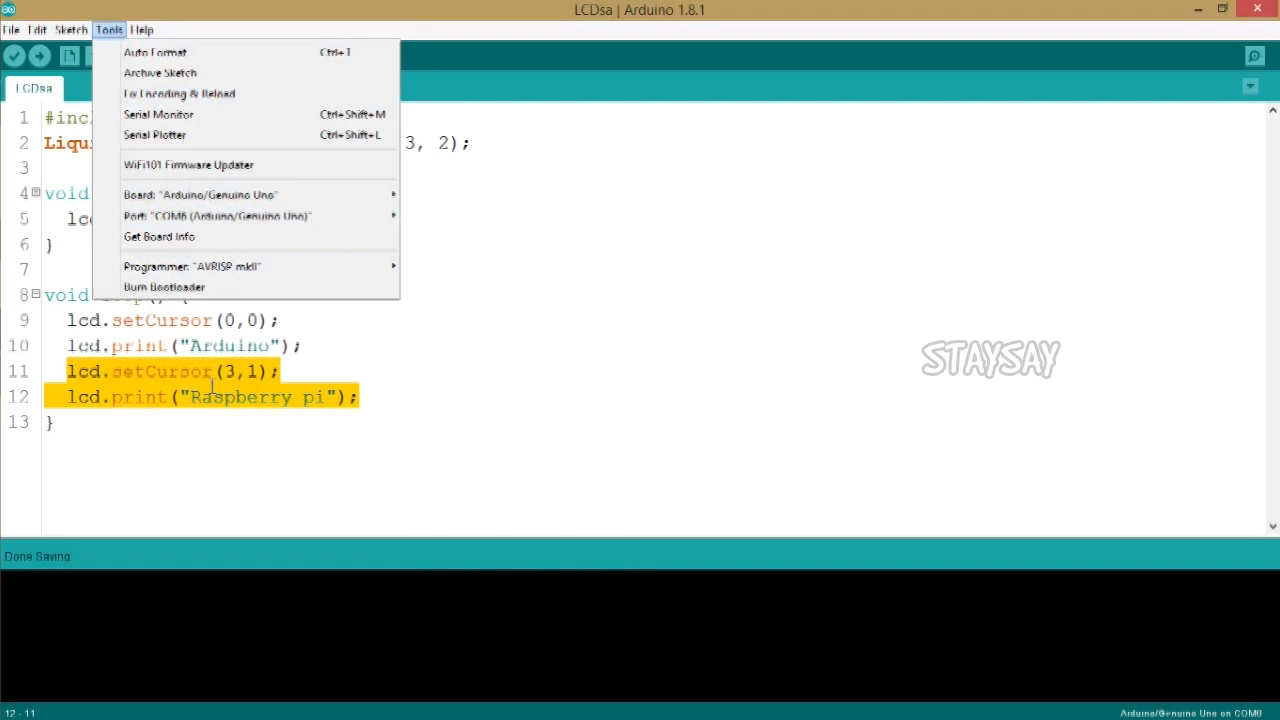 LCDsa | Arduino 1.8.1
File Edit Sketch Tools Help
Auto Format Ctrl+T
Archive Sketch
Fix Encoding & Reload
Serial Monitor Ctrl+Shift+M
Serial Plotter Ctrl+Shift+L
WiFi101 Firmware Updater
Board: "Arduino/Genuino Uno"
Port: "COM6 (Arduino/Genuino Uno)"
Get Board Info
Programmer: "AVRISP mkII"
Burn Bootloader
LCDsa
1 #inc
2 Liqu 3, 2);
3
4 void
5 lc
6 }
7
8 void loop() {
9 lcd.setCursor(0,0);
10 lcd.print("Arduino");
11 lcd.setCursor(3,1);
12 lcd.print("Raspberry pi");
13 }
STAYSAY
Done Saving
12 - 11 Arduino/Genuino Uno on COM6